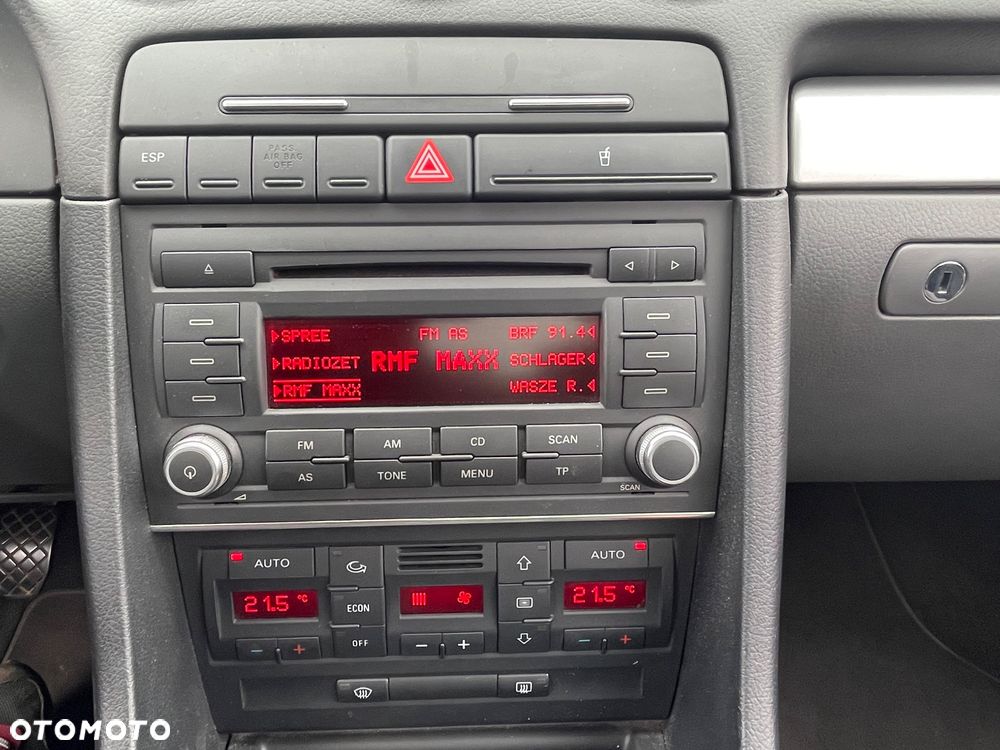 ESP
PASS.
AIR BAG
OFF
SPREE FM AS BRF 91.4
RADIOZET RMF MAXX SCHLAGER
RMF MAXX WASZE R.
FM AM CD SCAN
AS TONE MENU TP
SCAN
AUTO AUTO
21.5 °C ECON 21.5 °C
OFF
- + - + - +
OTOMOTO